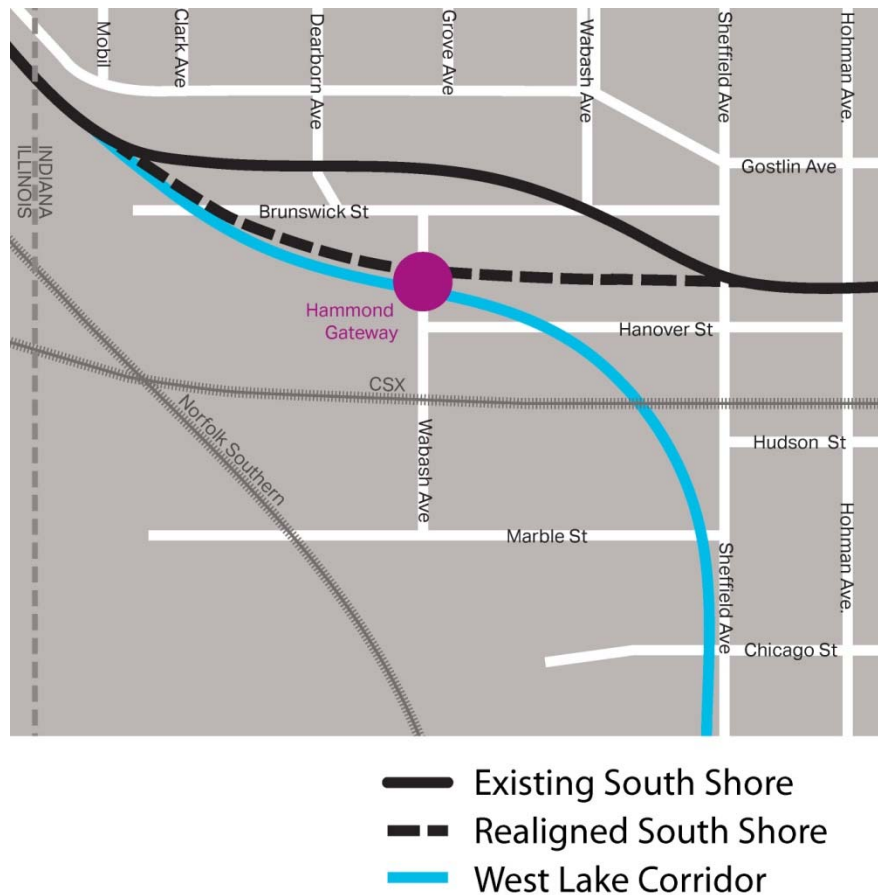 Mobil
Clark Ave
Dearborn Ave
Grove Ave
Wabash Ave
Sheffield Ave
Hohman Ave.
Gostlin Ave
INDIANA
ILLINOIS
Brunswick St
Hammond
Gateway
Hanover St
CSX
Norfolk Southern
Wabash Ave
Hudson St
Hohman Ave.
Marble St
Sheffield Ave
Chicago St
Existing South Shore
Realigned South Shore
West Lake Corridor